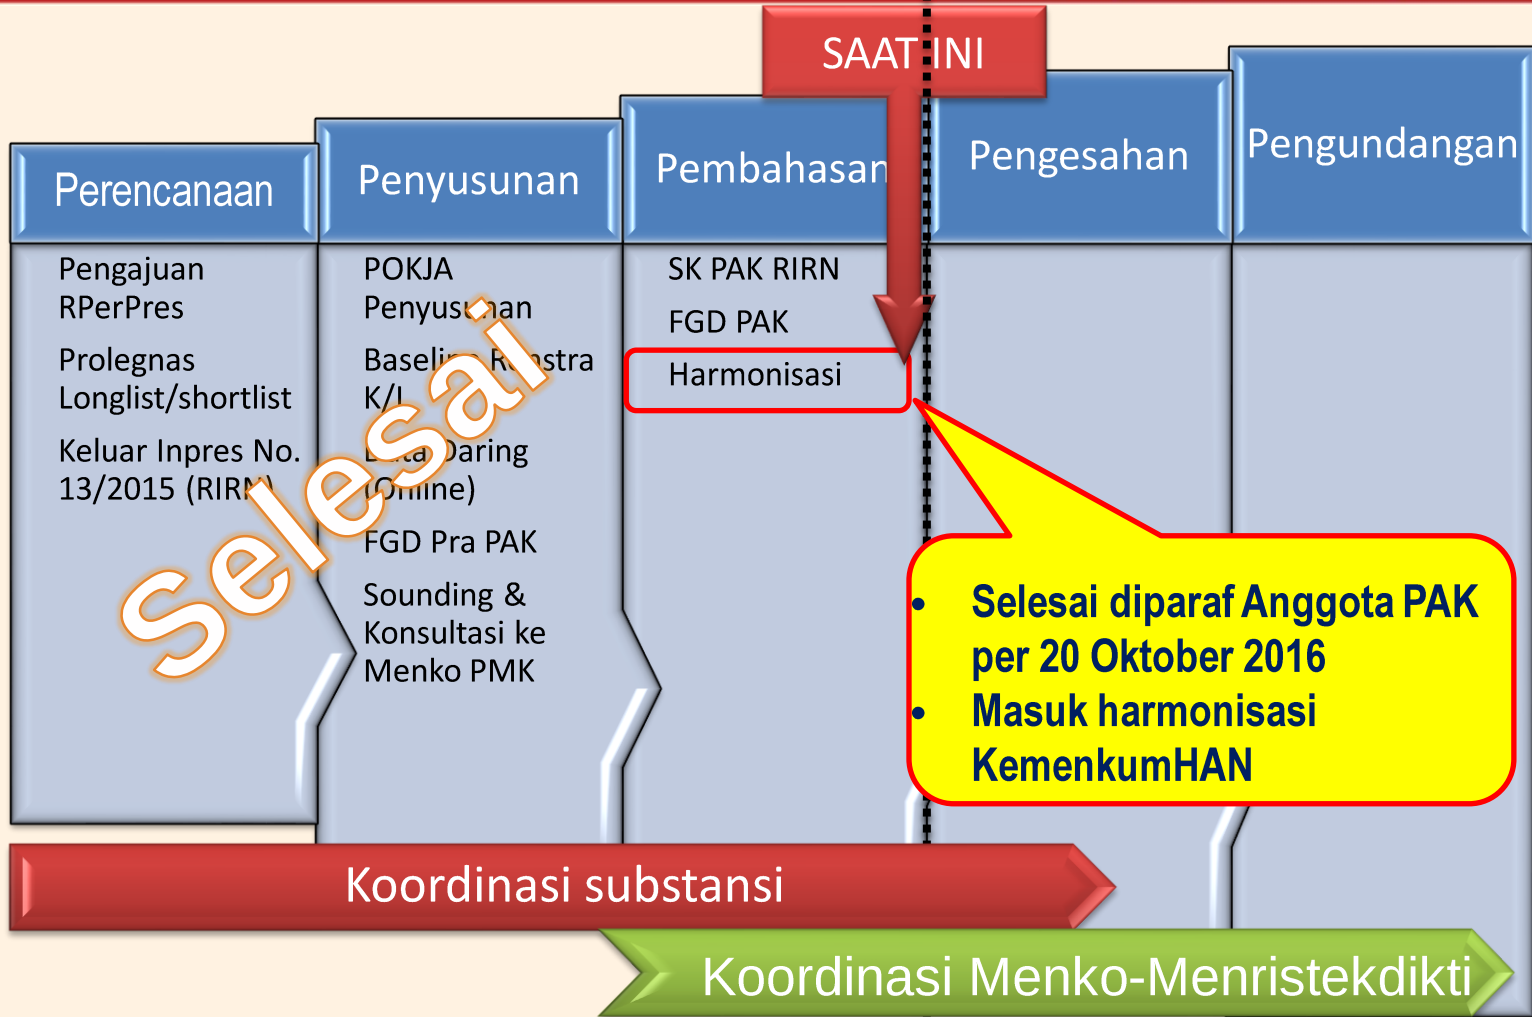 SAAT INI
Perencanaan
Pengajuan
RPerPres
Prolegnas
Longlist/shortlist
Keluar Inpres No.
13/2015 (RIRN)
Penyusunan
POKJA
Penyusunan
Baseline Renstra
K/L
Data Daring
(Online)
FGD Pra PAK
Sounding &
Konsultasi ke
Menko PMK
Selesai
Pembahasan
SK PAK RIRN
FGD PAK
Harmonisasi
Pengesahan
Pengundangan
• Selesai diparaf Anggota PAK
per 20 Oktober 2016
• Masuk harmonisasi
KemenkumHAN
Koordinasi substansi
Koordinasi Menko-Menristekdikti